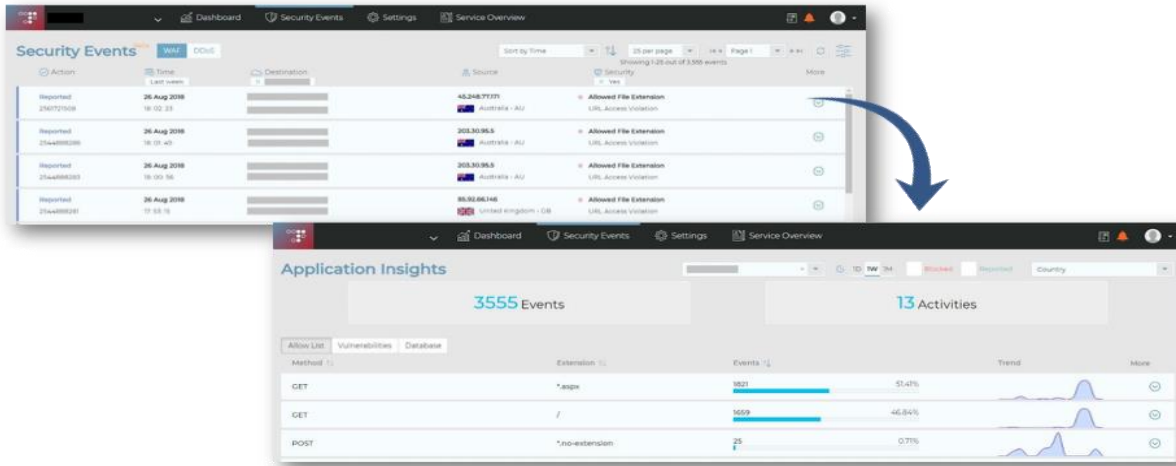 Dashboard Security Events Settings Service Overview
Security Events WAF DDoS Sort by Time 25 per page Page 1
Showing 1-25 out of 3,555 events
Action Time Destination Source Security More
Last week Yes
Reported 26 Aug 2018 45.248.77.171 Allowed File Extension
2561721508 18:02:23 Australia - AU URL Access Violation
Reported 26 Aug 2018 203.30.95.5 Allowed File Extension
18:01:45 Australia - AU URL Access Violation
Reported 26 Aug 2018 203.30.95.5 Allowed File Extension
18:00:56 Australia - AU URL Access Violation
Reported 26 Aug 2018 85.92.66.146 Allowed File Extension
United Kingdom - GB URL Access Violation
Dashboard Security Events Settings Service Overview
Application Insights 1D 1W 1M Blocked Reported Country
3555 Events 13 Activities
Allow List Vulnerabilities Database
Method Extension Events Trend More
GET *.aspx 1821 51.41%
GET / 1659 46.84%
POST *.no-extension 25 0.71%